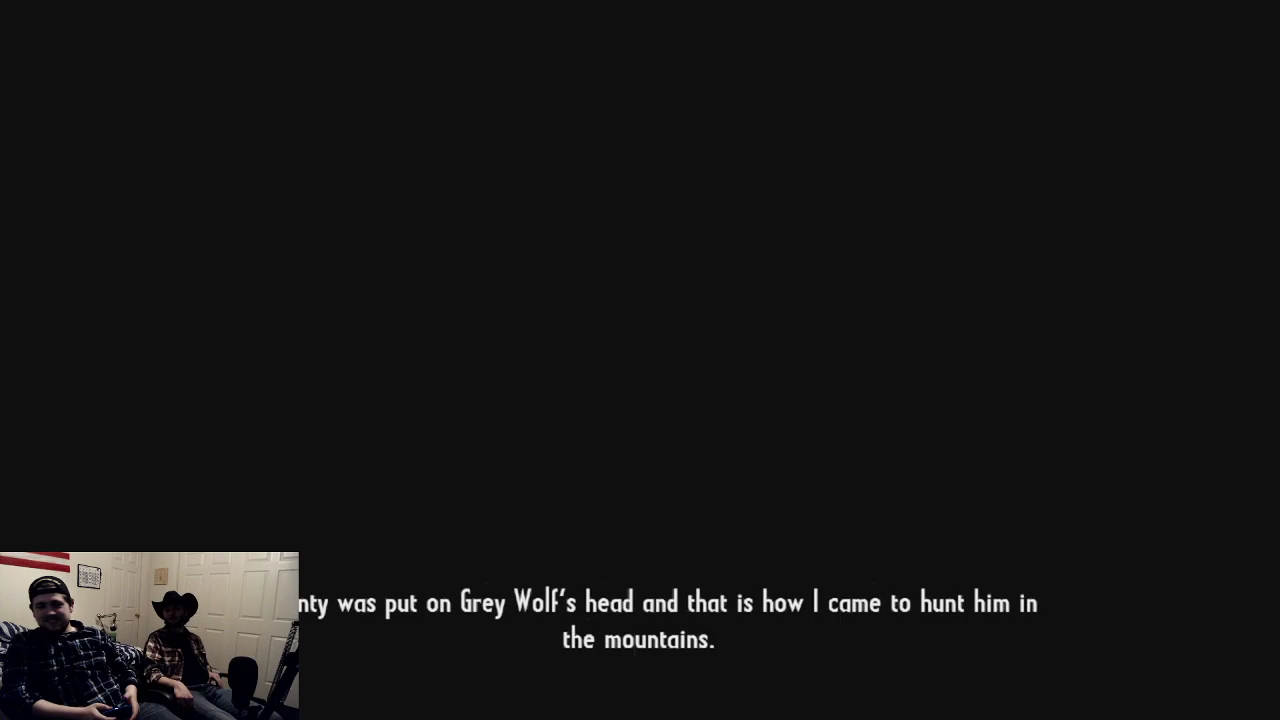 nty was put on Grey Wolf's head and that is how I came to hunt him in
the mountains.